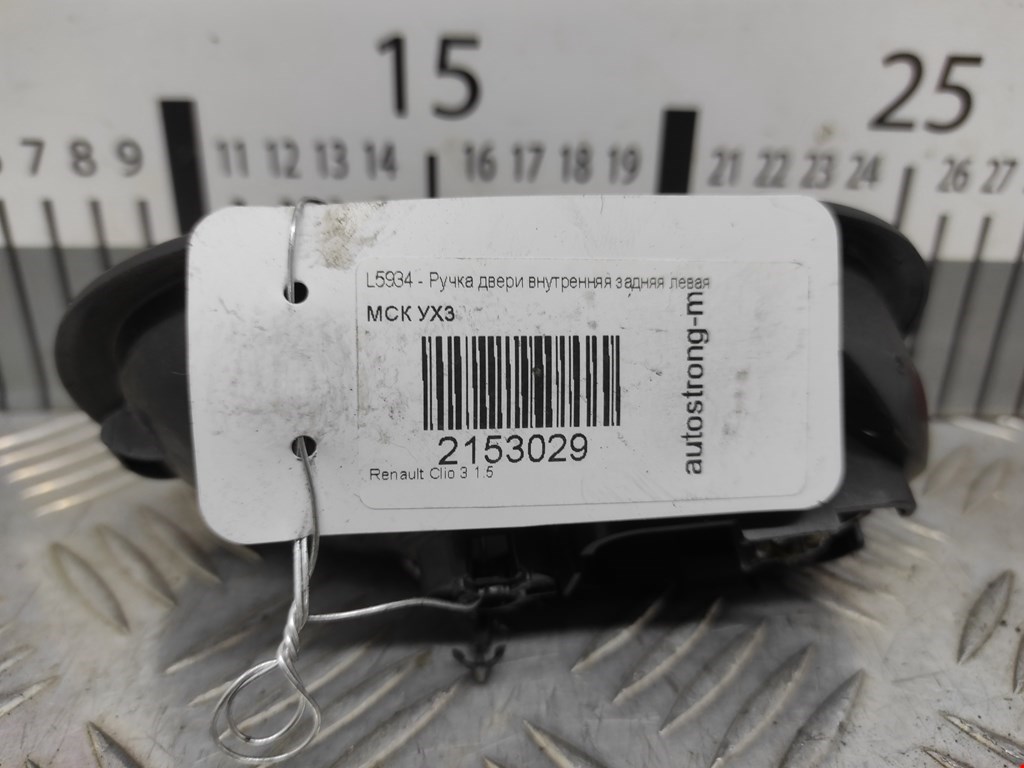 15 25
7 8 9 11 12 13 14 16 17 18 19 21 22 23 24 26 27
L5934 - Ручка двери внутренняя задняя левая
МСК УХЗ
2153029
Renault Clio 3 1.5
autostrong-m